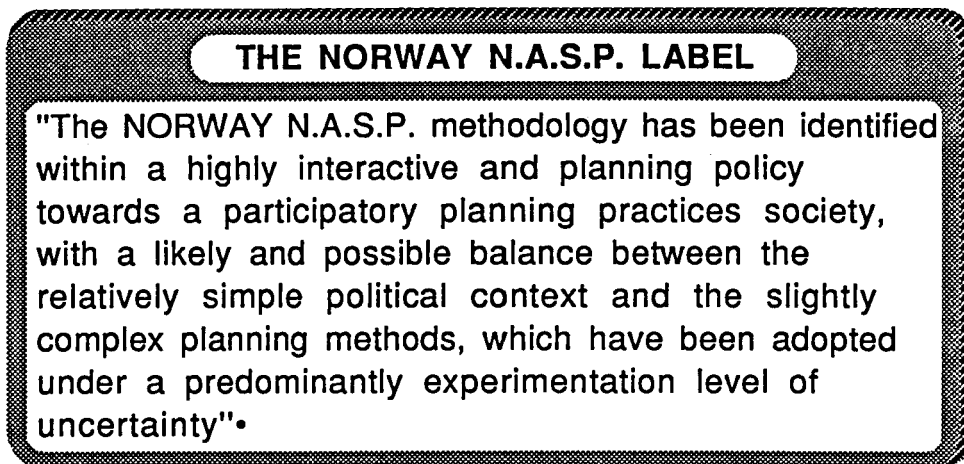 THE NORWAY N.A.S.P. LABEL
"The NORWAY N.A.S.P. methodology has been identified
within a highly interactive and planning policy
towards a participatory planning practices society,
with a likely and possible balance between the
relatively simple political context and the slightly
complex planning methods, which have been adopted
under a predominantly experimentation level of
uncertainty"•